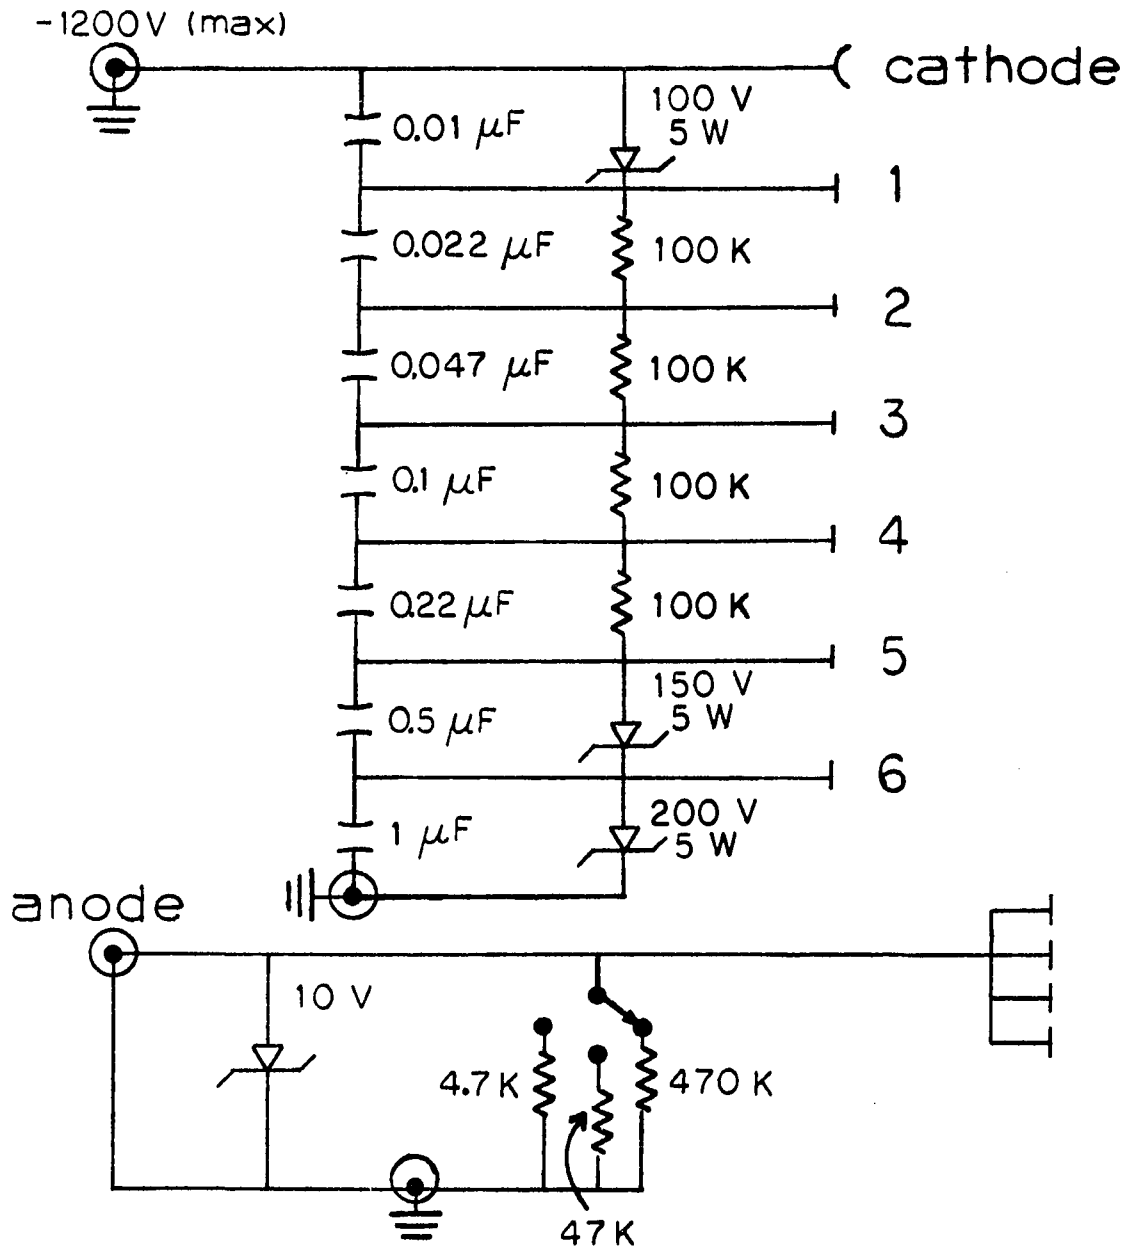 -1200V (max)
cathode
100 V
5 W
0.01 μF
1
0.022 μF
100 K
2
0.047 μF
100 K
3
0.1 μF
100 K
4
0.22 μF
100 K
5
150 V
5 W
0.5 μF
6
200 V
5 W
1 μF
anode
10 V
4.7 K
470 K
47 K